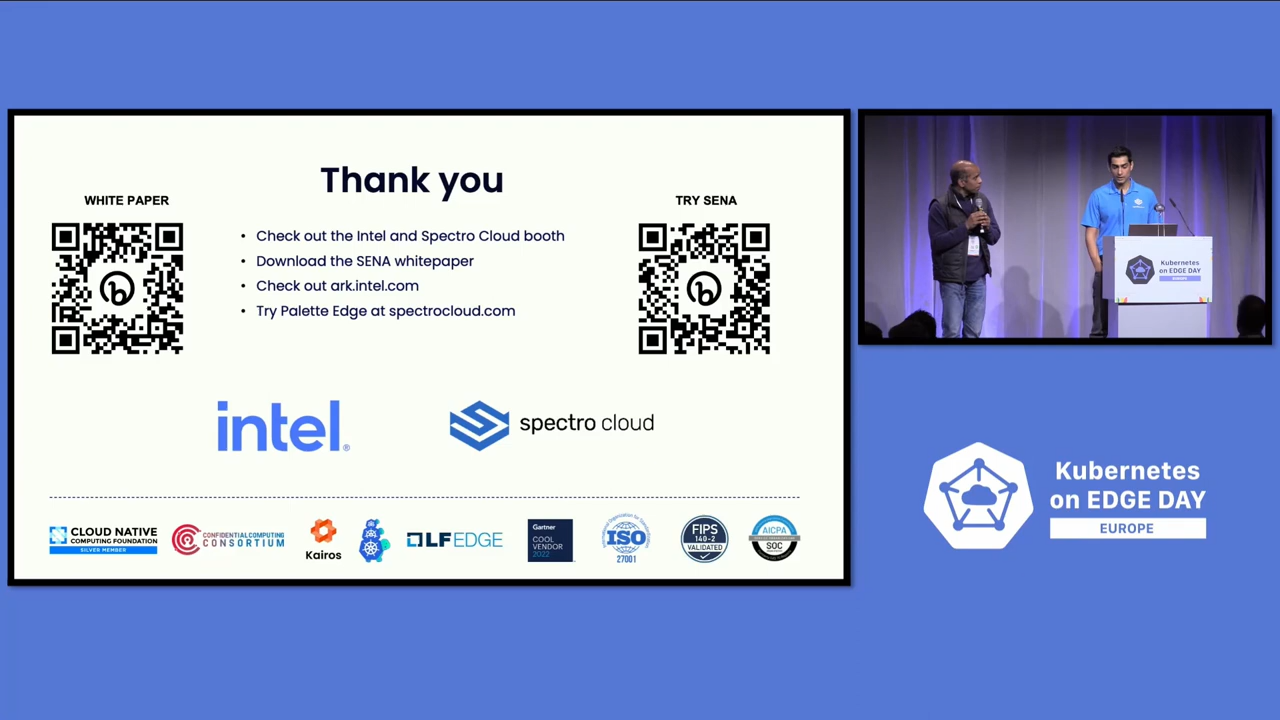 Thank you
WHITE PAPER
TRY SENA
• Check out the Intel and Spectro Cloud booth
• Download the SENA whitepaper
• Check out ark.intel.com
• Try Palette Edge at spectrocloud.com
intel®
spectro cloud
CLOUD NATIVE
COMPUTING FOUNDATION
SILVER MEMBER
CONFIDENTIAL COMPUTING
CONSORTIUM
Kairos
LF EDGE
Gartner
COOL
VENDOR
2022
ISO
27001
FIPS
140-2
VALIDATED
AICPA
SOC
Kubernetes
on EDGE DAY
EUROPE
Kubernetes
on EDGE DAY
EUROPE